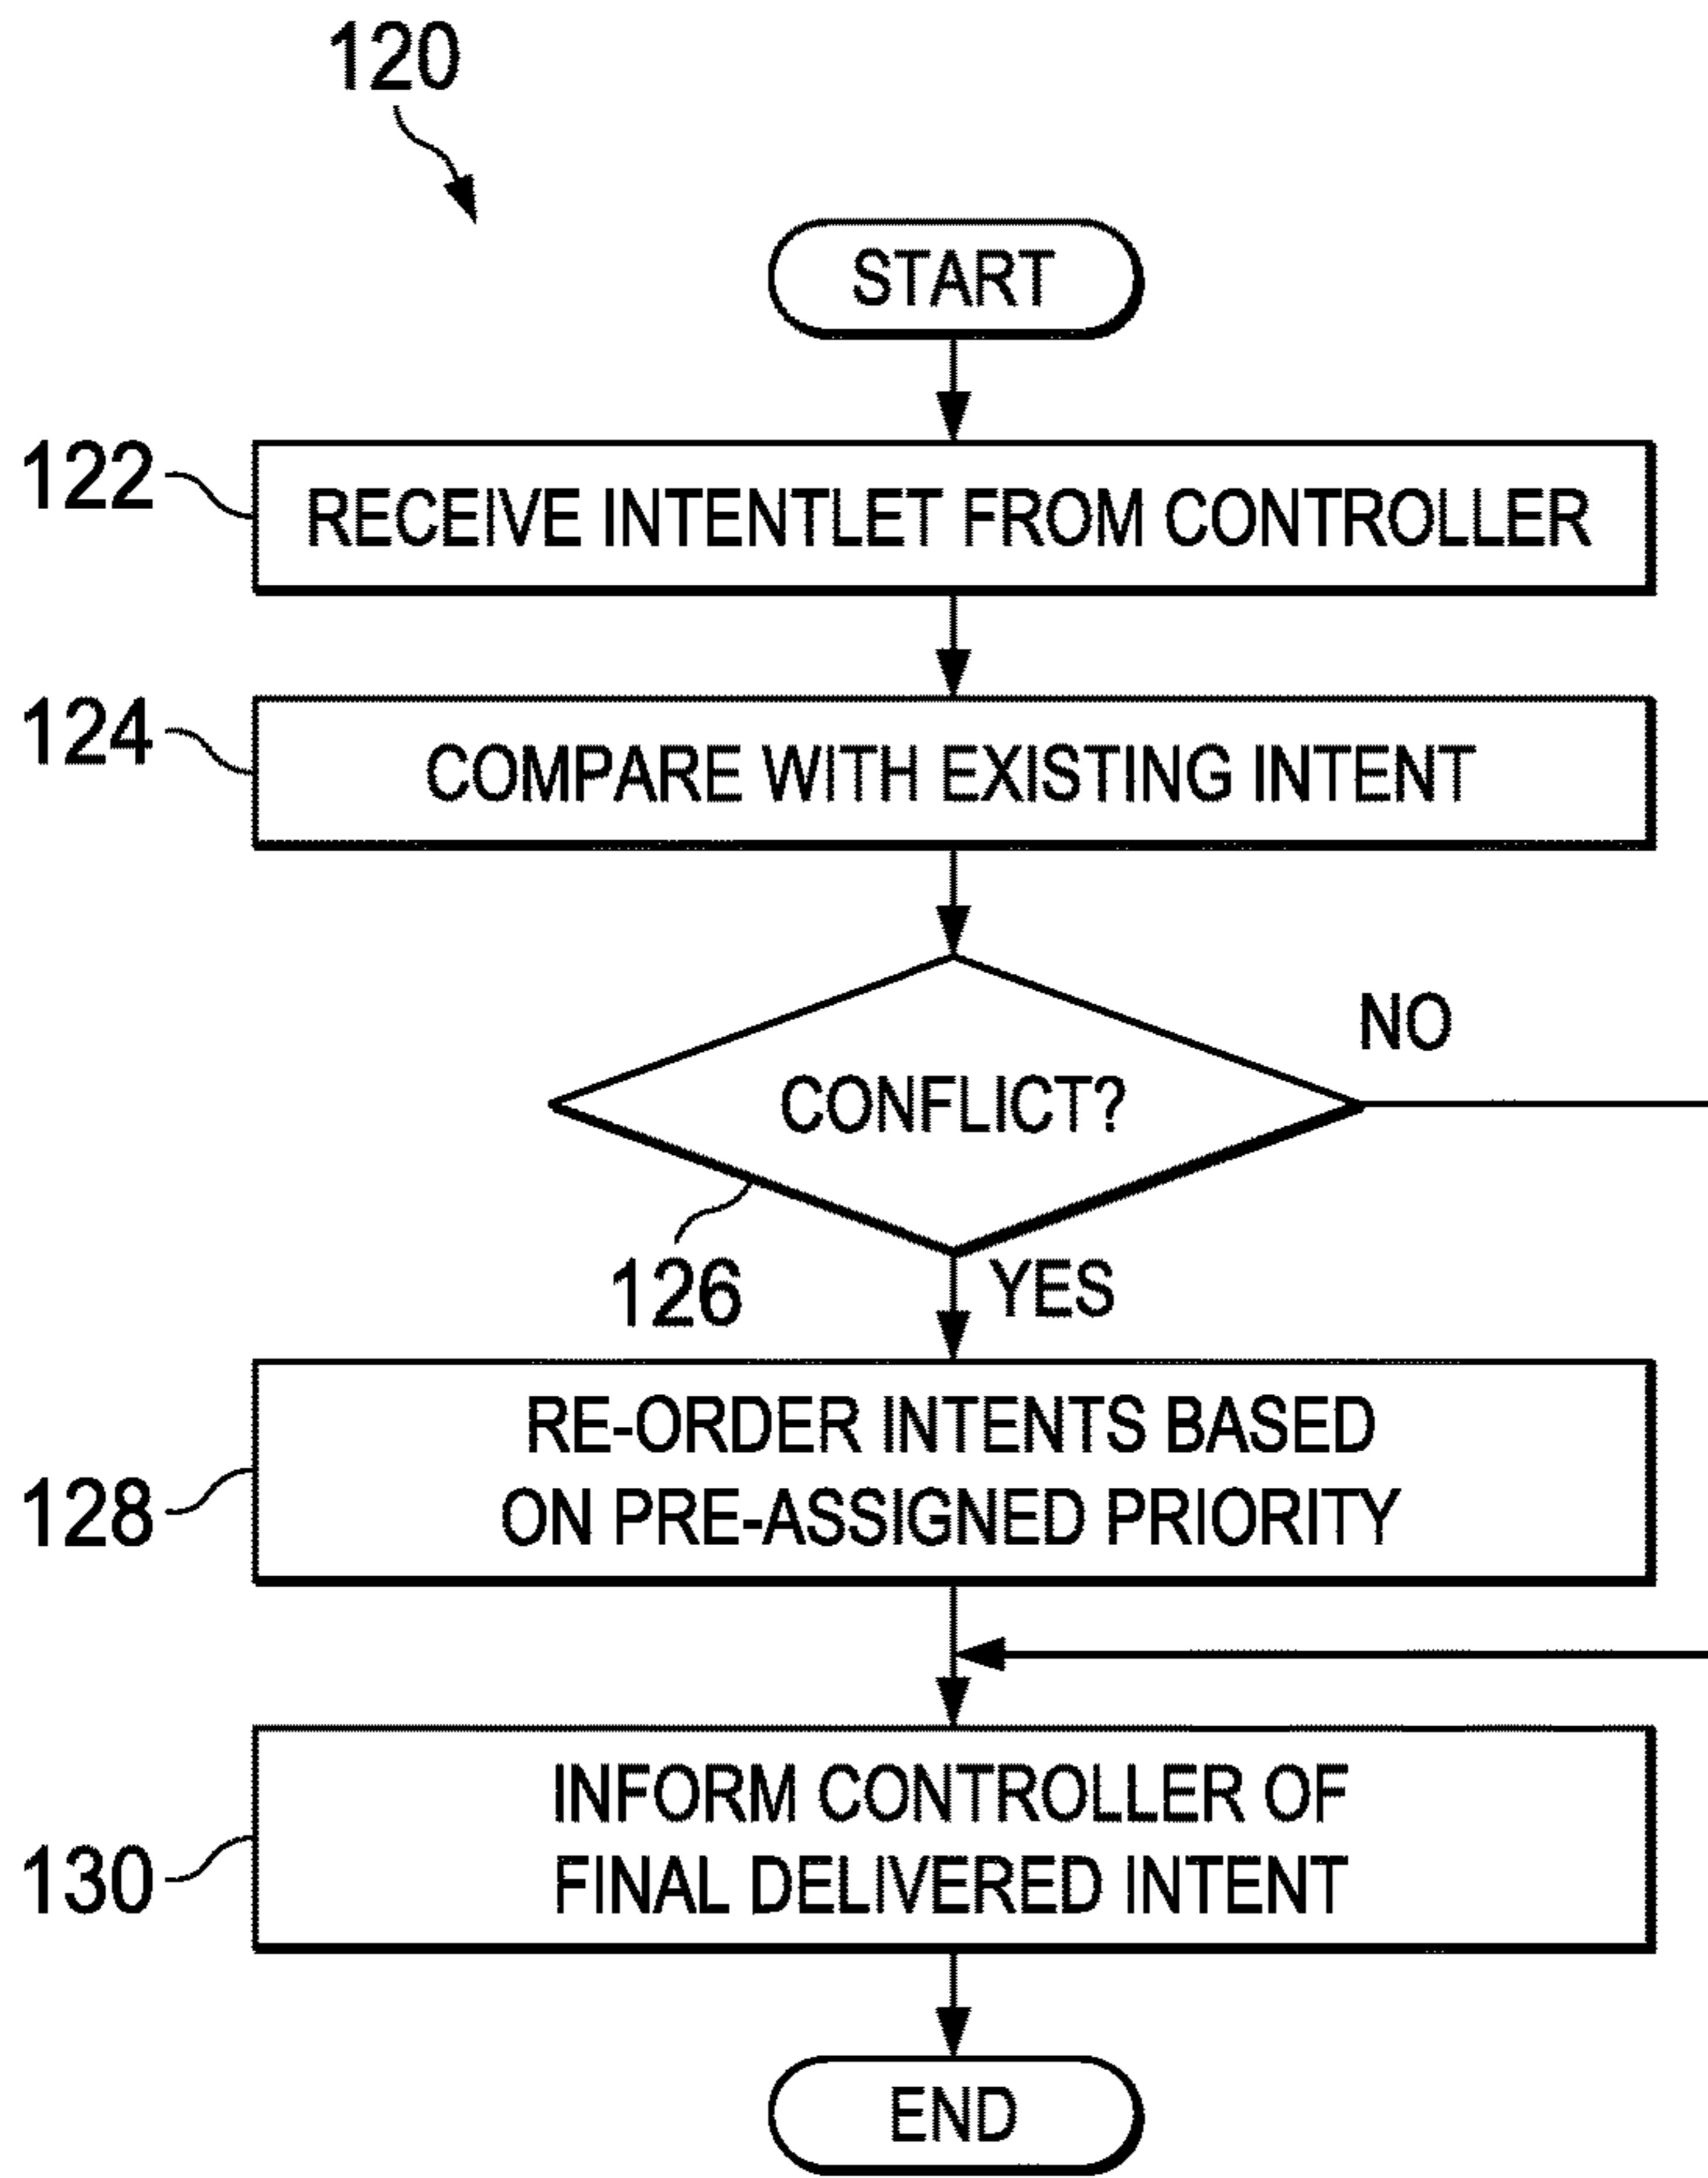 120
START
122
RECEIVE INTENTLET FROM CONTROLLER
124
COMPARE WITH EXISTING INTENT
NO
CONFLICT?
126
YES
RE-ORDER INTENTS BASED
ON PRE-ASSIGNED PRIORITY
128
INFORM CONTROLLER OF
FINAL DELIVERED INTENT
130
END